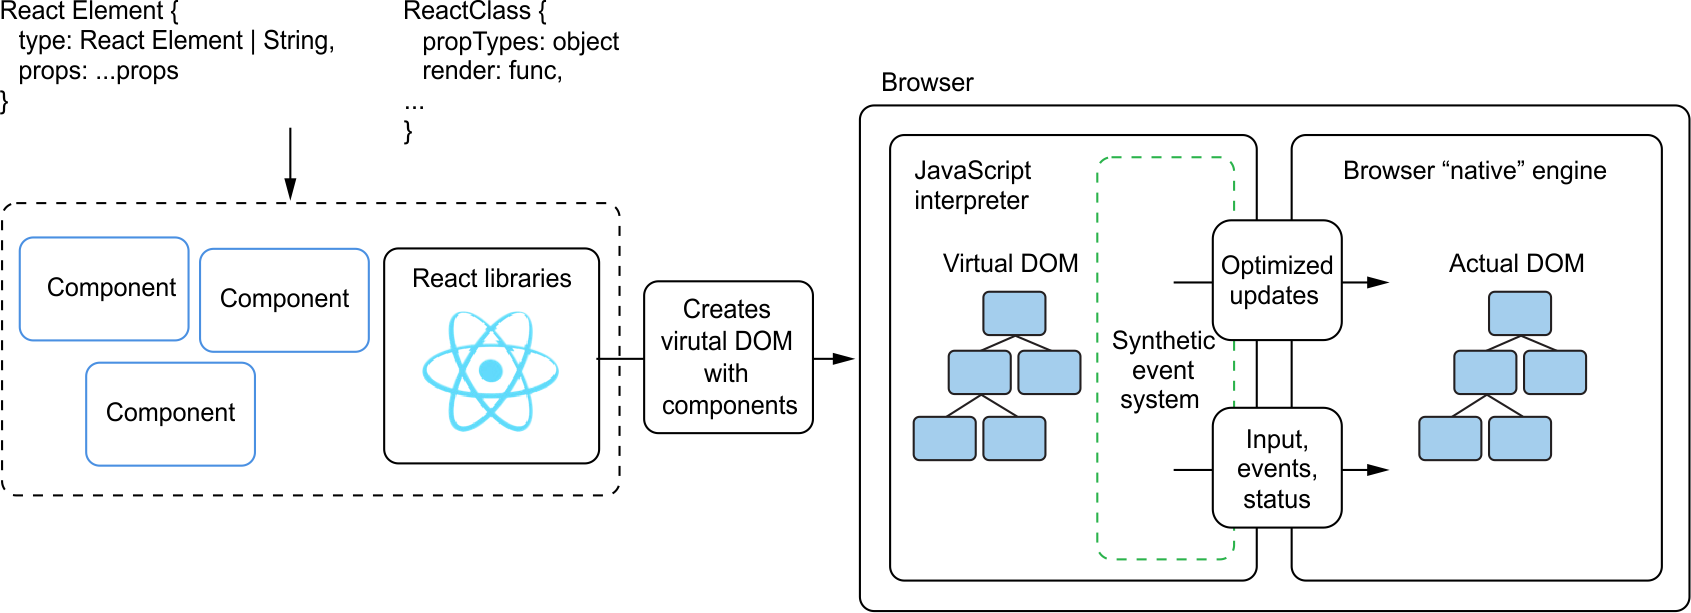 React Element {
type: React Element | String,
props: ...props
}
ReactClass {
propTypes: object
render: func,
...
}
Component
Component
Component
React libraries
Creates
virutal DOM
with
components
Browser
JavaScript
interpreter
Virtual DOM
Synthetic
event
system
Optimized
updates
Input,
events,
status
Browser “native” engine
Actual DOM